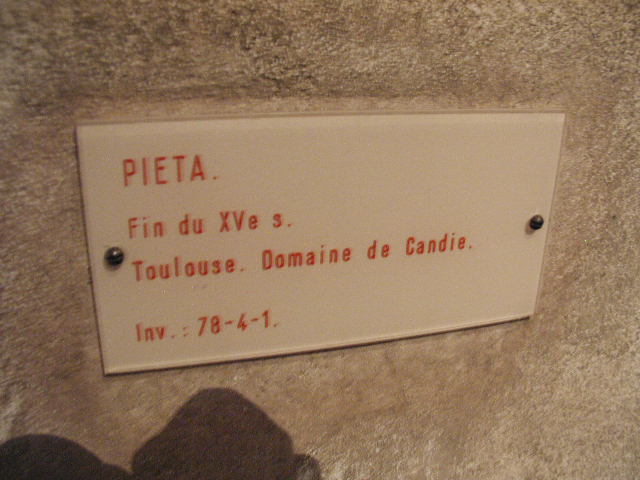 PIETA.
Fin du XVe s.
Toulouse. Domaine de Candie.
Inv.: 78-4-1.